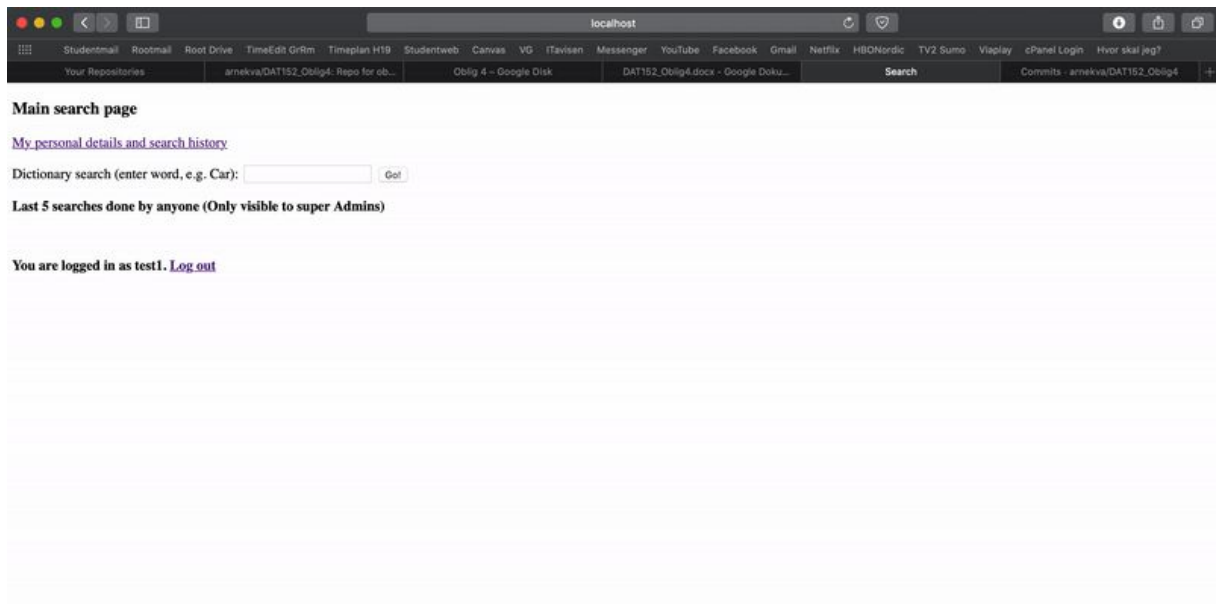 localhost
Studentmail Rootmail Root Drive TimeEdit GrRm Timeplan H19 Studentweb Canvas VG ITavisen Messenger YouTube Facebook Gmail Netflix HBONordic TV2 Sumo Viaplay cPanel Login Hvor skal jeg?
Your Repositories arnekva/DAT152_Oblig4: Repo for ob... Oblig 4 – Google Disk DAT152_Oblig4.docx - Google Doku... Search Commits · arnekva/DAT152_Oblig4
Main search page
My personal details and search history
Dictionary search (enter word, e.g. Car): Go!
Last 5 searches done by anyone (Only visible to super Admins)
You are logged in as test1. Log out